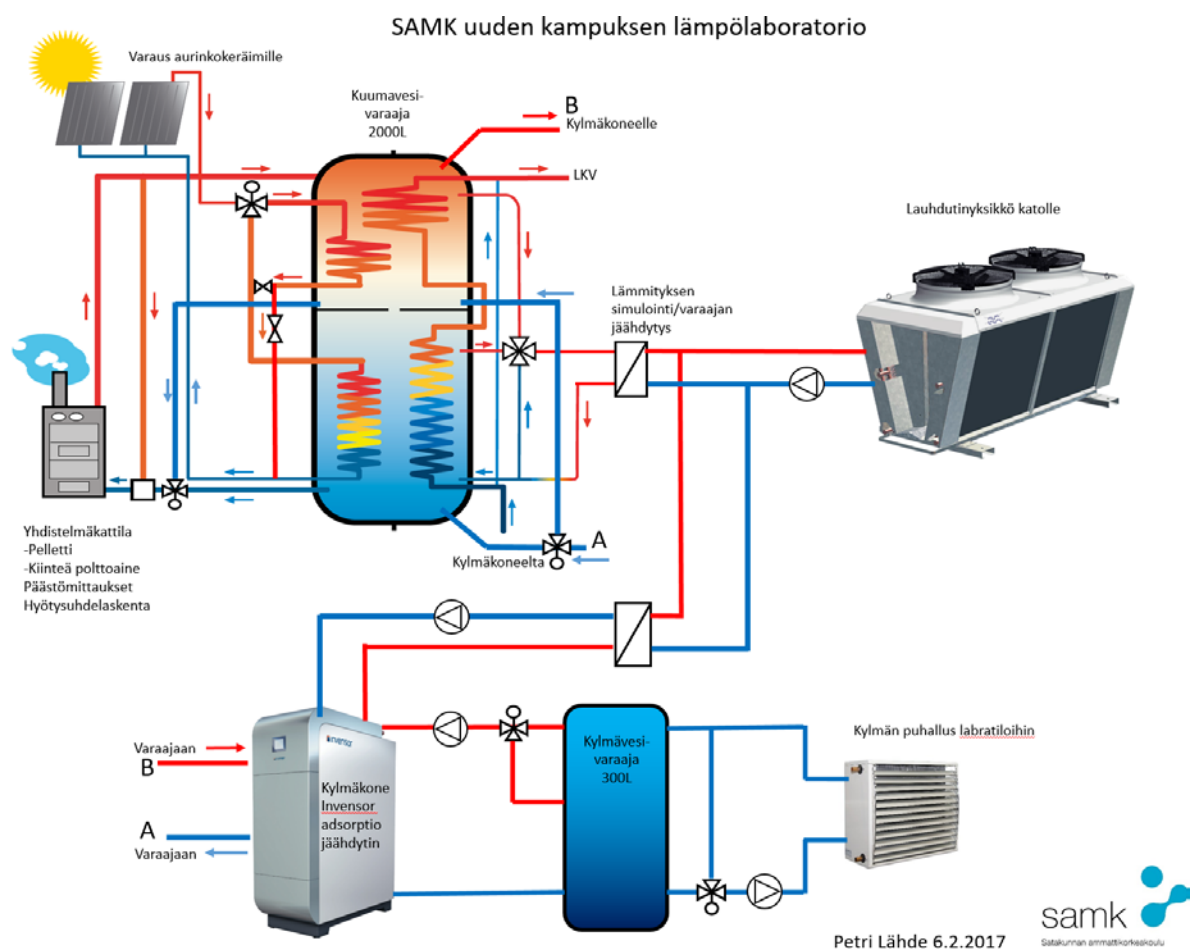 SAMK uuden kampuksen lämpölaboratorio
Varaus aurinkokeräimille
Kuumavesi-
varaaja
2000L
B
Kylmäkoneelle
LKV
Lauhdutinyksikkö katolle
Lämmityksen
simulointi/varaajan
jäähdytys
Yhdistelmäkattila
-Pelletti
-Kiinteä polttoaine
Päästömittaukset
Hyötysuhdelaskenta
A
Kylmäkoneelta
Varaajaan
B
A
Varaajaan
invensor
Kylmäkone
Invensor
adsorptio
jäähdytin
Kylmävesi-
varaaja
300L
Kylmän puhallus labratiloihin
samk
Satakunnan ammattikorkeakoulu
Petri Lähde 6.2.2017